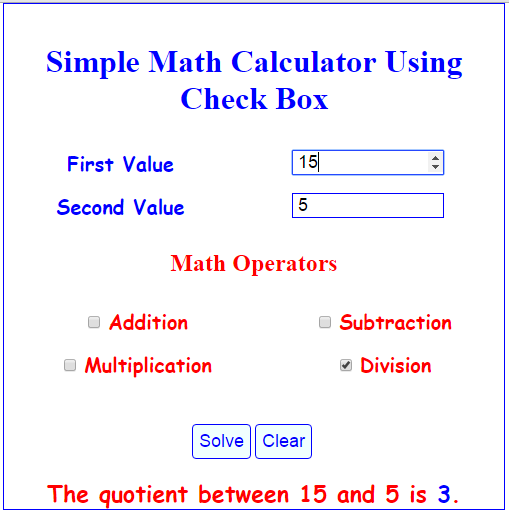 Simple Math Calculator Using
Check Box
First Value 15
Second Value 5
Math Operators
Addition Subtraction
Multiplication Division
Solve Clear
The quotient between 15 and 5 is 3.